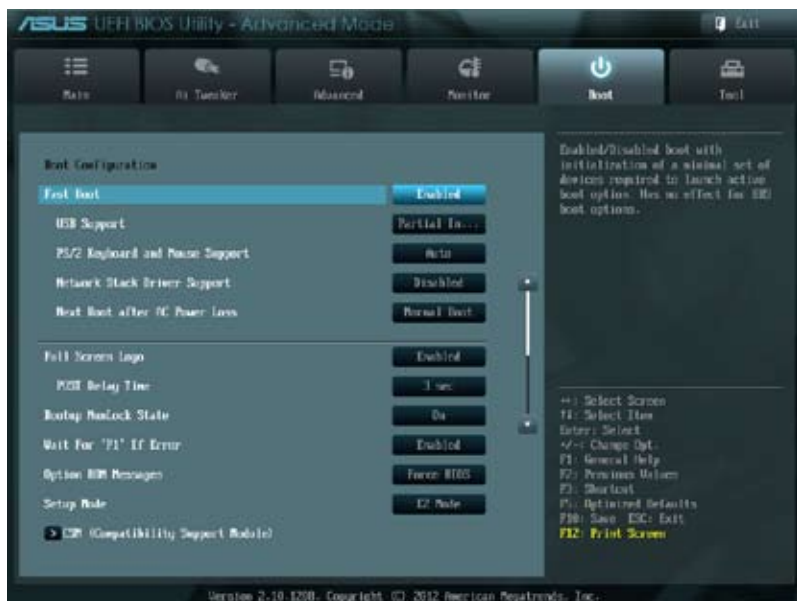 ASUS UEFI BIOS Utility - Advanced Mode
Exit
Main
Ai Tweaker
Advanced
Monitor
Boot
Tool
Boot Configuration
Fast Boot
Enabled
USB Support
Partial In...
PS/2 Keyboard and Mouse Support
Auto
Network Stack Driver Support
Disabled
Next Boot after AC Power Loss
Normal Boot
Full Screen Logo
Enabled
POST Delay Time
3 sec
Bootup NumLock State
On
Wait For 'F1' If Error
Enabled
Option ROM Messages
Force BIOS
Setup Mode
EZ Mode
CSM (Compatibility Support Module)
Enabled/Disabled boot with
initialization of a minimal set of
devices required to launch active
boot option. Has no effect for BBS
boot options.
↔: Select Screen
↑↓: Select Item
Enter: Select
+/-: Change Opt.
F1: General Help
F2: Previous Values
F3: Shortcut
F5: Optimized Defaults
F10: Save ESC: Exit
F12: Print Screen
Version 2.10.1208. Copyright (C) 2012 American Megatrends, Inc.